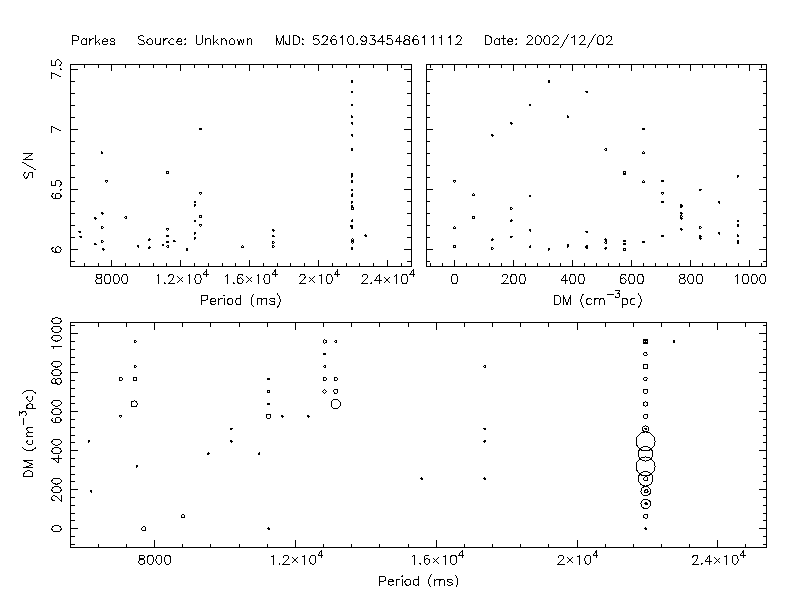 Parkes Source: Unknown MJD: 52610.934548611112 Date: 2002/12/02
7.5
7
6.5
6
S/N
8000 1.2×10⁴ 1.6×10⁴ 2×10⁴ 2.4×10⁴
Period (ms)
0 200 400 600 800 1000
DM (cm⁻³pc)
1000
800
600
400
200
0
DM (cm⁻³pc)
8000 1.2×10⁴ 1.6×10⁴ 2×10⁴ 2.4×10⁴
Period (ms)